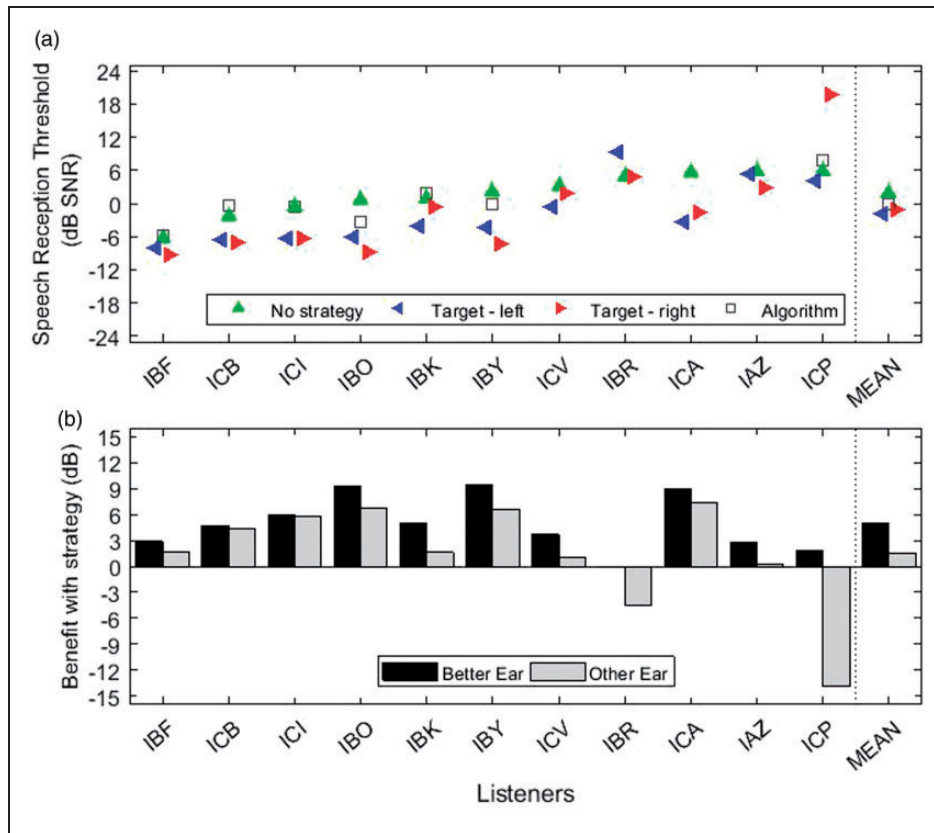 (a)
Speech Reception Threshold
(dB SNR)
24
18
12
6
0
-6
-12
-18
-24
No strategy
Target - left
Target - right
Algorithm
IBF
ICB
ICI
IBO
IBK
IBY
ICV
IBR
ICA
IAZ
ICP
MEAN
(b)
Benefit with strategy (dB)
15
12
9
6
3
0
-3
-6
-9
-12
-15
Better Ear
Other Ear
IBF
ICB
ICI
IBO
IBK
IBY
ICV
IBR
ICA
IAZ
ICP
MEAN
Listeners